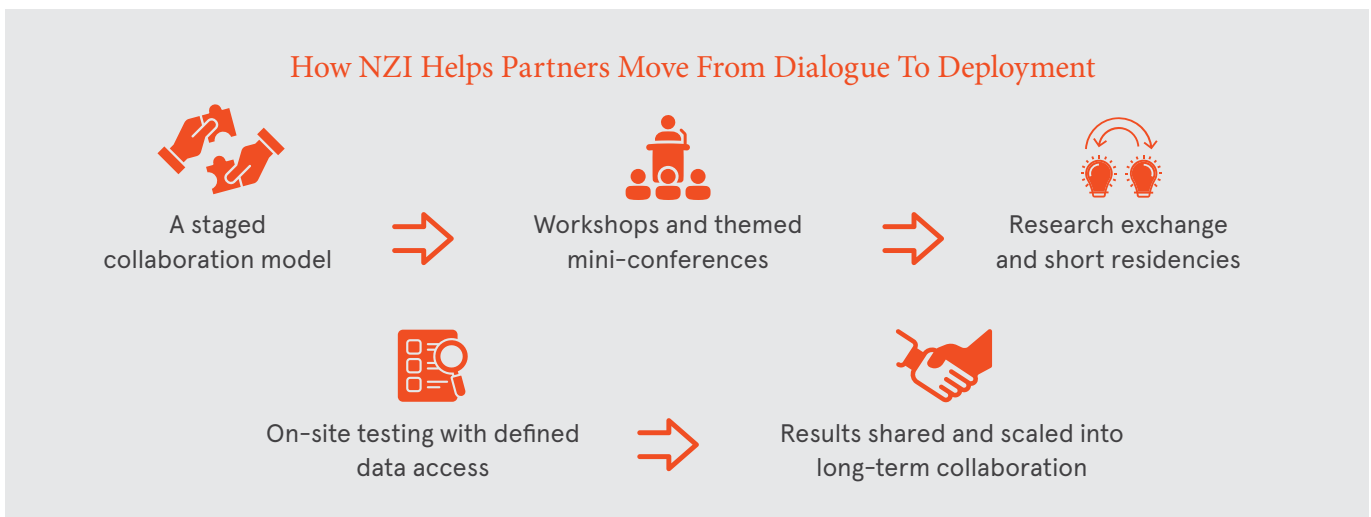 How NZI Helps Partners Move From Dialogue To Deployment
A staged
collaboration model
Workshops and themed
mini-conferences
Research exchange
and short residencies
On-site testing with defined
data access
Results shared and scaled into
long-term collaboration